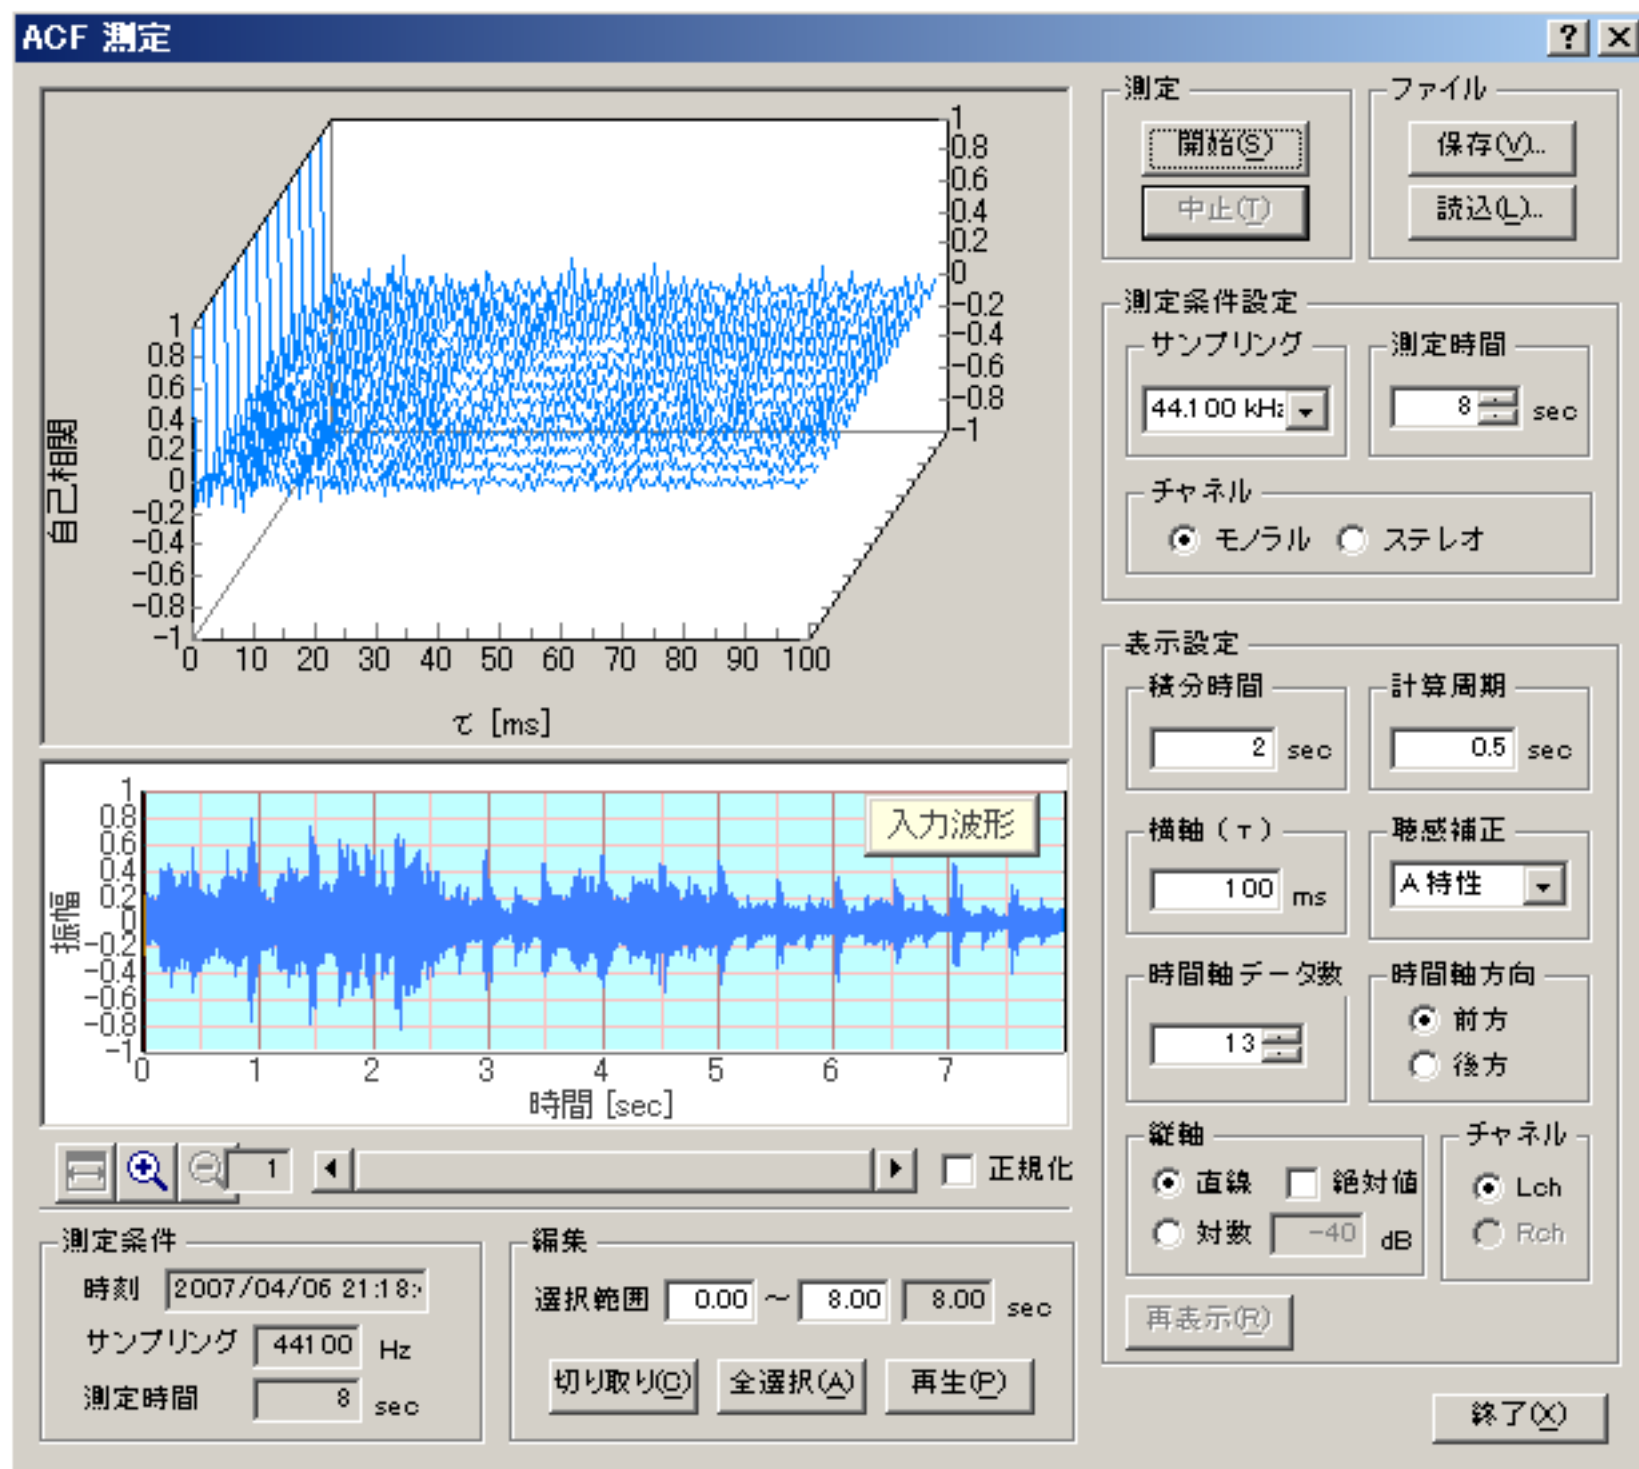 ACF 測定
1
0.8
0.6
0.4
0.2
0
-0.2
-0.4
-0.6
-0.8
-1
1
0.8
0.6
0.4
0.2
0
-0.2
-0.4
-0.6
-0.8
-1
自己相関
0 10 20 30 40 50 60 70 80 90 100
τ [ms]
入力波形
1
0.8
0.6
0.4
0.2
0
-0.2
-0.4
-0.6
-0.8
-1
振幅
0 1 2 3 4 5 6 7
時間 [sec]
1
正規化
測定条件
時刻 2007/04/06 21:18:
サンプリング 44100 Hz
測定時間 8 sec
編集
選択範囲 0.00 ～ 8.00 8.00 sec
切り取り(C) 全選択(A) 再生(P)
測定
開始(S)
中止(T)
ファイル
保存(V)...
読込(L)...
測定条件設定
サンプリング
44.100 kHz
測定時間
8 sec
チャネル
モノラル ステレオ
表示設定
積分時間
2 sec
計算周期
0.5 sec
横軸（τ）
100 ms
聴感補正
A特性
時間軸データ数
13
時間軸方向
前方
後方
縦軸
直線 絶対値
対数 -40 dB
チャネル
Lch
Rch
再表示(R)
終了(X)